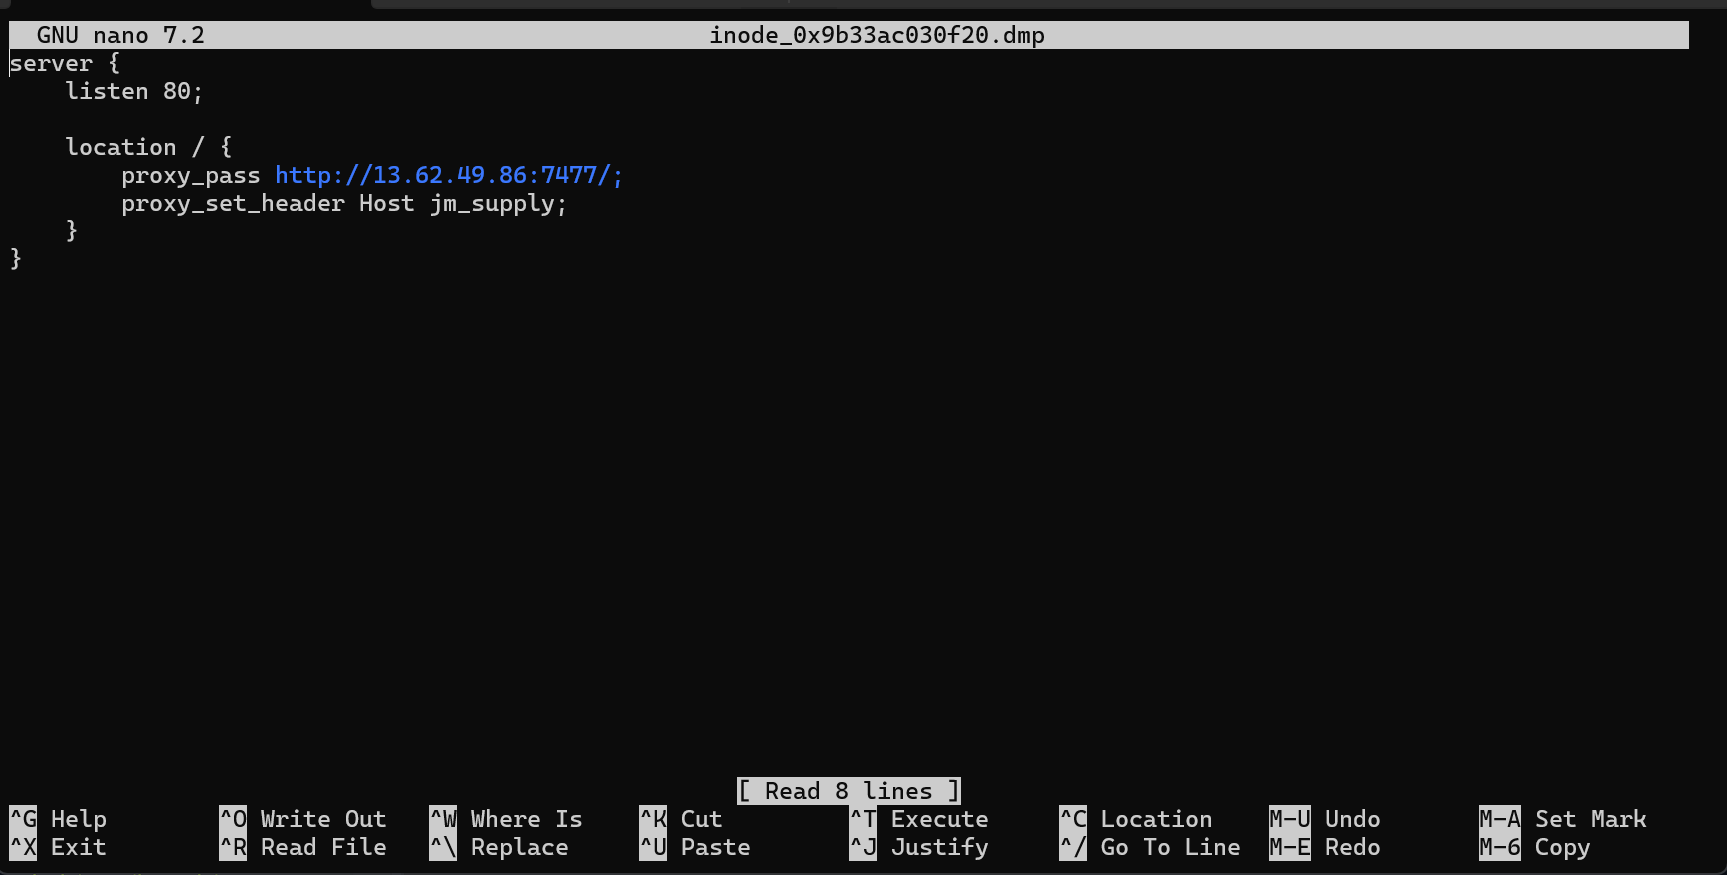 GNU nano 7.2 inode_0x9b33ac030f20.dmp
server {
    listen 80;

    location / {
        proxy_pass http://13.62.49.86:7477/;
        proxy_set_header Host jm_supply;
    }
}
[ Read 8 lines ]
^G Help ^O Write Out ^W Where Is ^K Cut ^T Execute ^C Location M-U Undo M-A Set Mark
^X Exit ^R Read File ^\ Replace ^U Paste ^J Justify ^/ Go To Line M-E Redo M-6 Copy